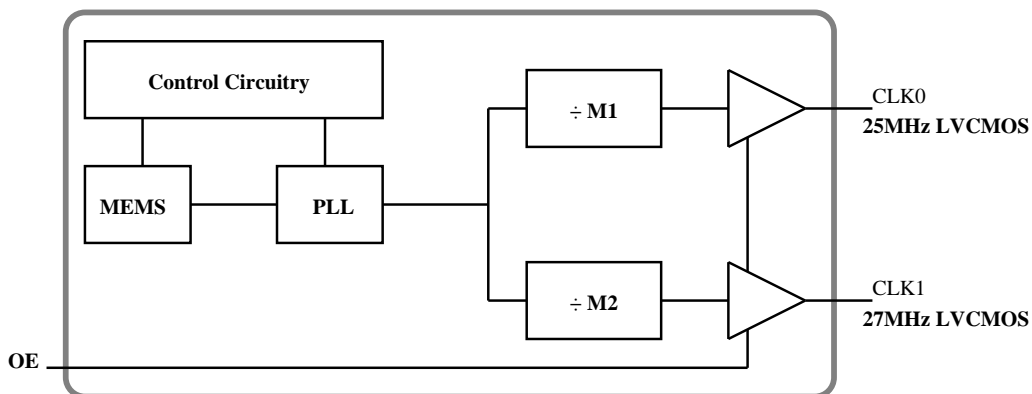 Control Circuitry
MEMS
PLL
÷ M1
÷ M2
CLK0
25MHz LVCMOS
CLK1
27MHz LVCMOS
OE